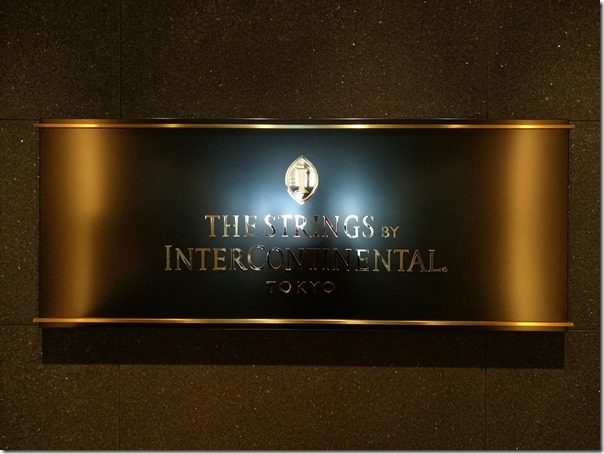 THE STRINGS BY
INTERCONTINENTAL®
TOKYO